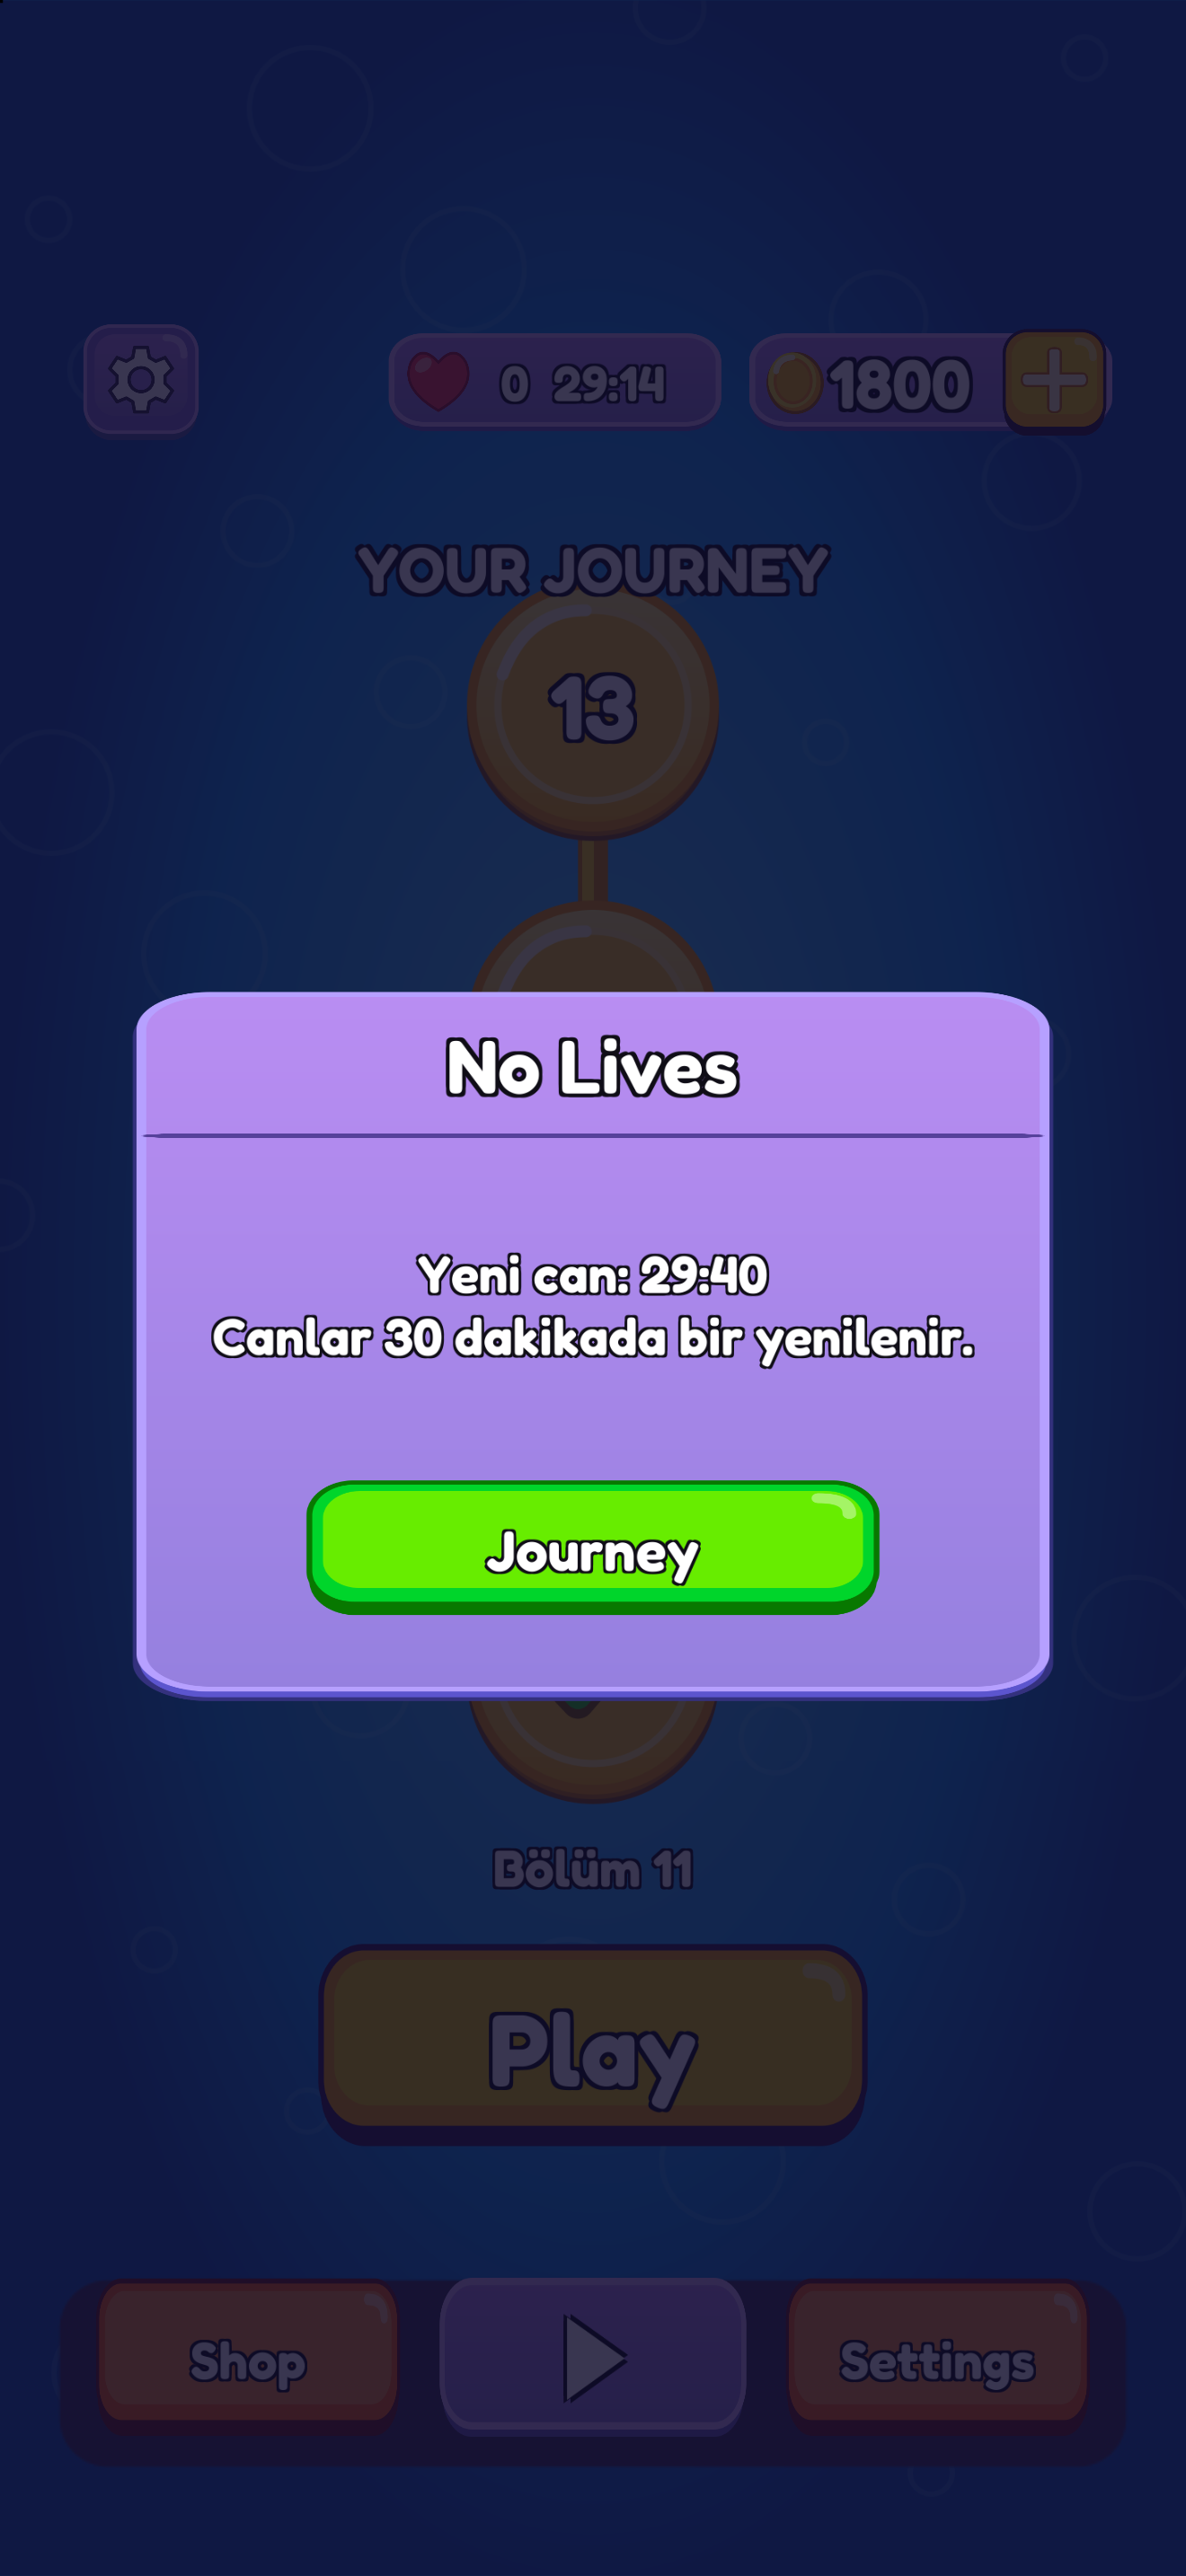 0 29:14
1800
YOUR JOURNEY
13
No Lives
Yeni can: 29:40
Canlar 30 dakikada bir yenilenir.
Journey
Bölüm 11
Play
Shop
Settings